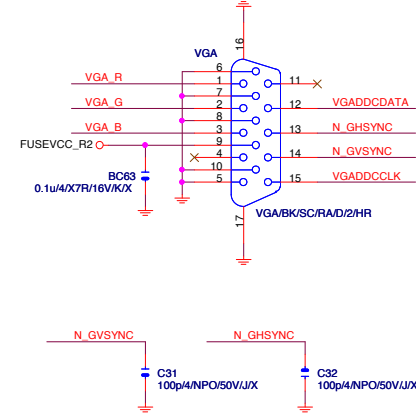 16
VGA
6
VGA_R 1 11
7
VGA_G 2 12 VGADDCDATA
8
VGA_B 3 13 N_GHSYNC
FUSEVCC_R2 9
4 14 N_GVSYNC
10
5 15 VGADDCCLK
BC63
0.1u/4/X7R/16V/K/X
17
VGA/BK/SC/RA/D/2/HR
N_GVSYNC N_GHSYNC
C31 C32
100p/4/NPO/50V/J/X 100p/4/NPO/50V/J/X